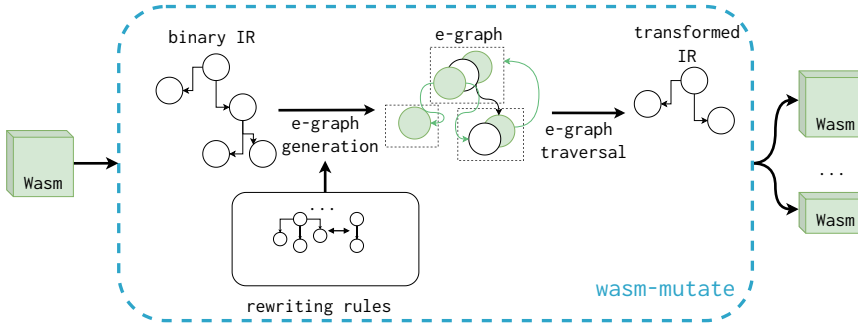 binary IR
e-graph
transformed
IR
e-graph
generation
e-graph
traversal
Wasm
Wasm
...
Wasm
...
rewriting rules
wasm-mutate